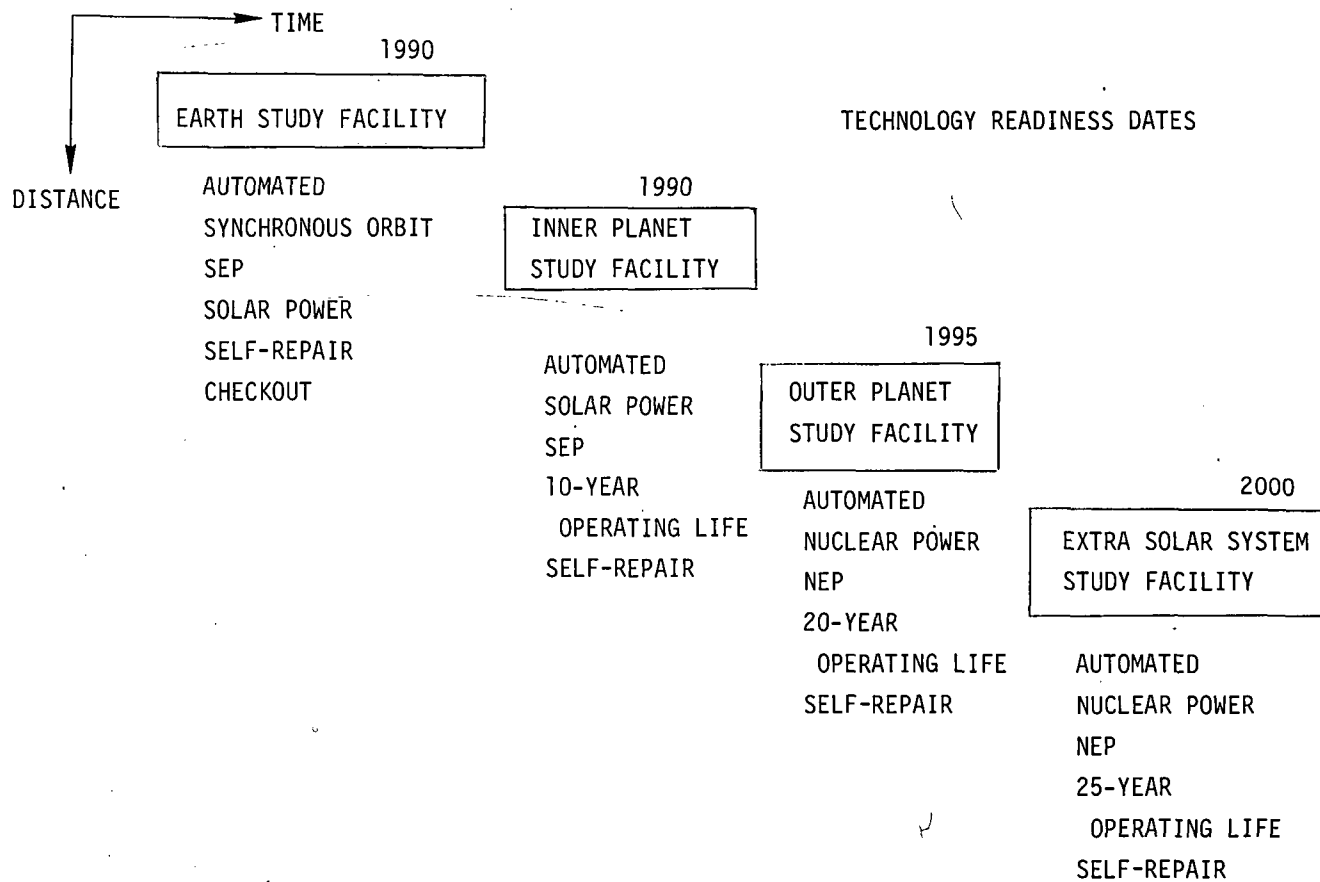 TIME
DISTANCE
TECHNOLOGY READINESS DATES
1990
EARTH STUDY FACILITY
AUTOMATED
SYNCHRONOUS ORBIT
SEP
SOLAR POWER
SELF-REPAIR
CHECKOUT
1990
INNER PLANET
STUDY FACILITY
AUTOMATED
SOLAR POWER
SEP
10-YEAR
OPERATING LIFE
SELF-REPAIR
1995
OUTER PLANET
STUDY FACILITY
AUTOMATED
NUCLEAR POWER
NEP
20-YEAR
OPERATING LIFE
SELF-REPAIR
2000
EXTRA SOLAR SYSTEM
STUDY FACILITY
AUTOMATED
NUCLEAR POWER
NEP
25-YEAR
OPERATING LIFE
SELF-REPAIR